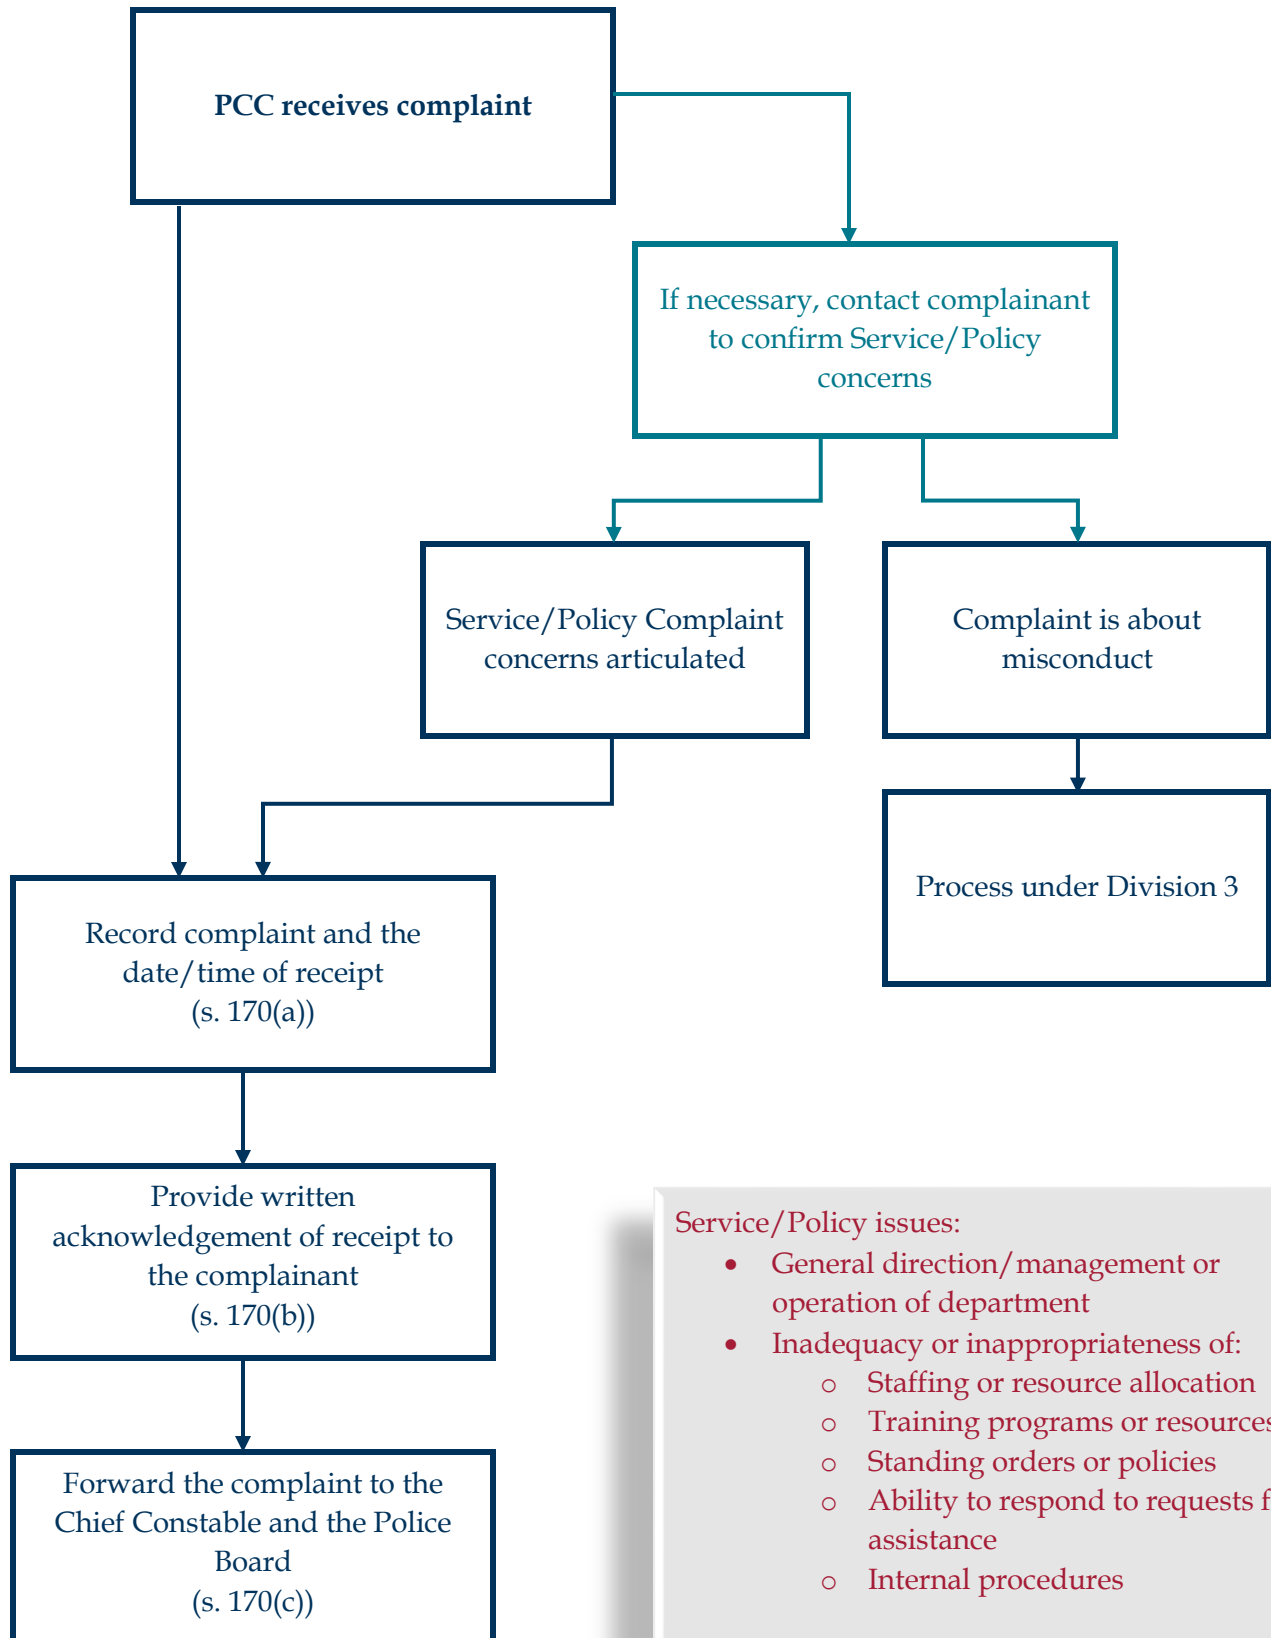 PCC receives complaint
If necessary, contact complainant
to confirm Service/Policy
concerns
Service/Policy Complaint
concerns articulated
Complaint is about
misconduct
Process under Division 3
Record complaint and the
date/time of receipt
(s. 170(a))
Provide written
acknowledgement of receipt to
the complainant
(s. 170(b))
Forward the complaint to the
Chief Constable and the Police
Board
(s. 170(c))
Service/Policy issues:
• General direction/management or
operation of department
• Inadequacy or inappropriateness of:
o Staffing or resource allocation
o Training programs or resources
o Standing orders or policies
o Ability to respond to requests
assistance
o Internal procedures